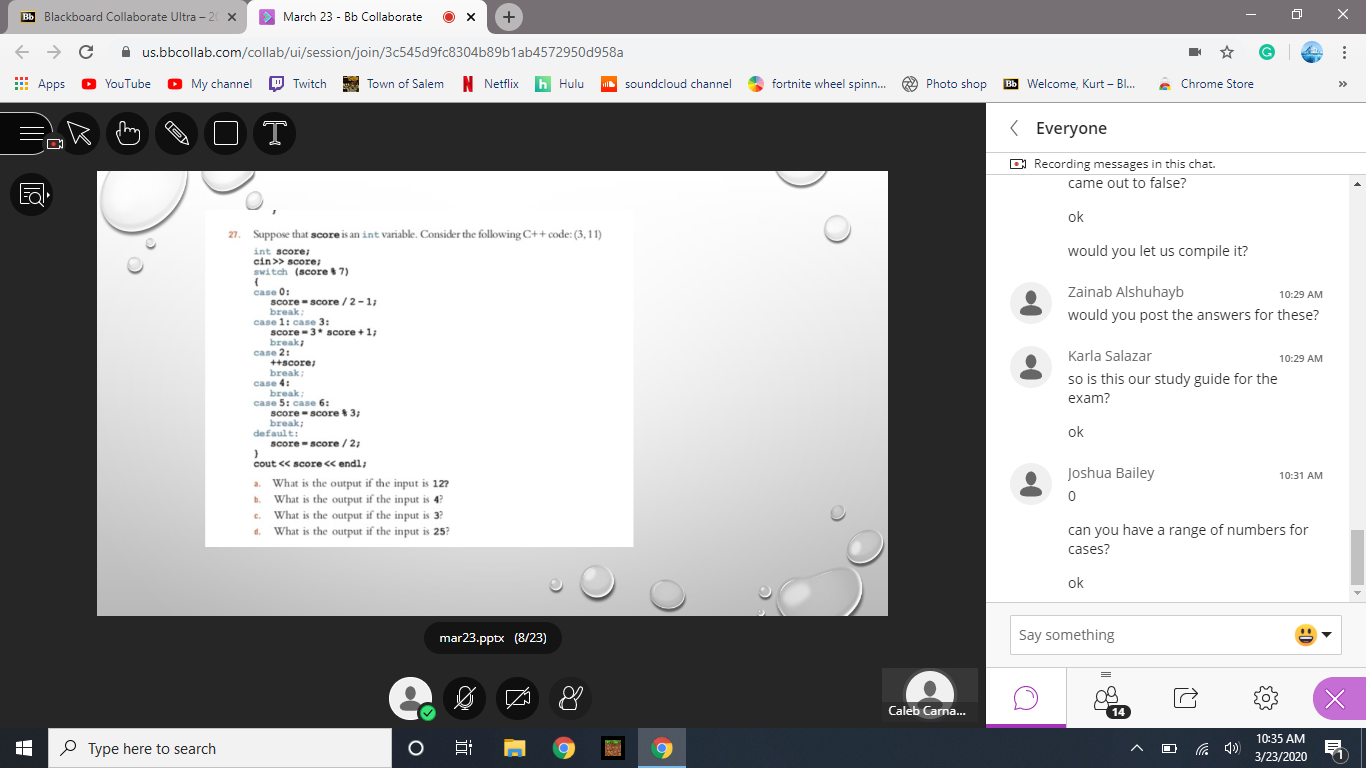 Blackboard Collaborate Ultra – 20
March 23 - Bb Collaborate
us.bbcollab.com/collab/ui/session/join/3c545d9fc8304b89b1ab4572950d958a
Apps YouTube My channel Twitch Town of Salem Netflix Hulu soundcloud channel fortnite wheel spinn... Photo shop Welcome, Kurt – Bl... Chrome Store »
27. Suppose that score is an int variable. Consider the following C++ code: (3, 11)
int score;
cin >> score;
switch (score % 7)
{
case 0:
score = score / 2 - 1;
break;
case 1: case 3:
score = 3 * score + 1;
break;
case 2:
++score;
break;
case 4:
break;
case 5: case 6:
score = score % 3;
break;
default:
score = score / 2;
}
cout << score << endl;
a. What is the output if the input is 12?
b. What is the output if the input is 4?
c. What is the output if the input is 3?
d. What is the output if the input is 25?
mar23.pptx (8/23)
Caleb Carna...
Everyone
Recording messages in this chat.
came out to false?
ok
would you let us compile it?
Zainab Alshuhayb 10:29 AM
would you post the answers for these?
Karla Salazar 10:29 AM
so is this our study guide for the
exam?
ok
Joshua Bailey 10:31 AM
0
can you have a range of numbers for
cases?
ok
Say something
14
Type here to search
10:35 AM
3/23/2020
1